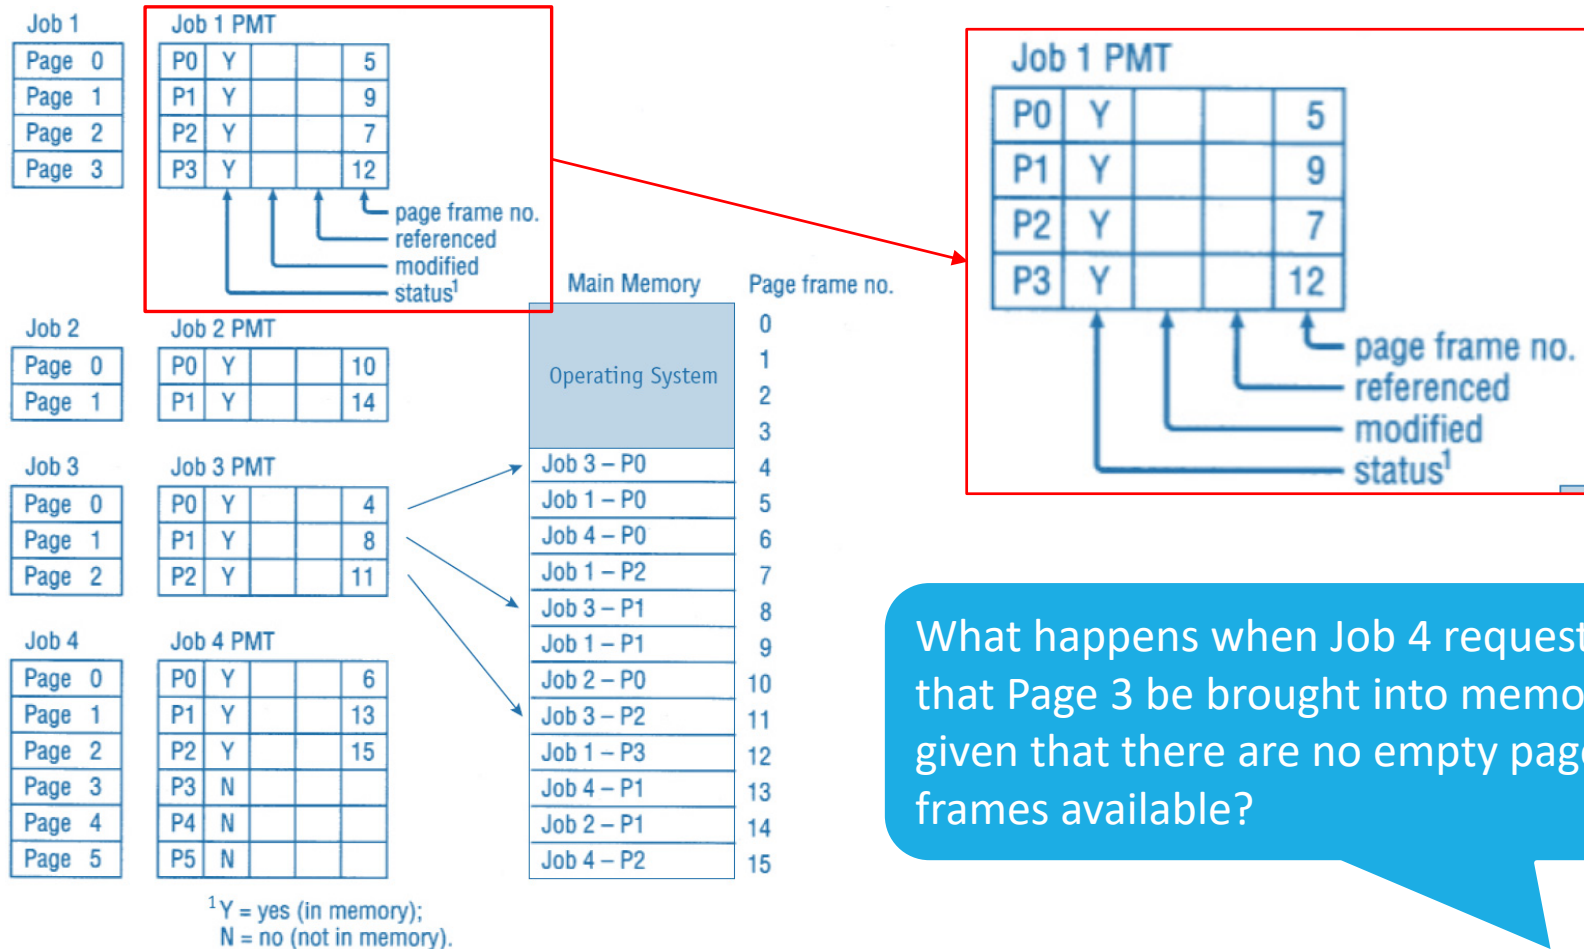 Job 1
Page 0
Page 1
Page 2
Page 3
Job 1 PMT
P0 Y 5
P1 Y 9
P2 Y 7
P3 Y 12
page frame no.
referenced
modified
status¹
Job 2
Page 0
Page 1
Job 2 PMT
P0 Y 10
P1 Y 14
Job 3
Page 0
Page 1
Page 2
Job 3 PMT
P0 Y 4
P1 Y 8
P2 Y 11
Job 4
Page 0
Page 1
Page 2
Page 3
Page 4
Page 5
Job 4 PMT
P0 Y 6
P1 Y 13
P2 Y 15
P3 N
P4 N
P5 N
¹ Y = yes (in memory);
N = no (not in memory).
Main Memory Page frame no.
Operating System
0
1
2
3
Job 3 – P0 4
Job 1 – P0 5
Job 4 – P0 6
Job 1 – P2 7
Job 3 – P1 8
Job 1 – P1 9
Job 2 – P0 10
Job 3 – P2 11
Job 1 – P3 12
Job 4 – P1 13
Job 2 – P1 14
Job 4 – P2 15
Job 1 PMT
P0 Y 5
P1 Y 9
P2 Y 7
P3 Y 12
page frame no.
referenced
modified
status¹
What happens when Job 4 request
that Page 3 be brought into memo
given that there are no empty page
frames available?